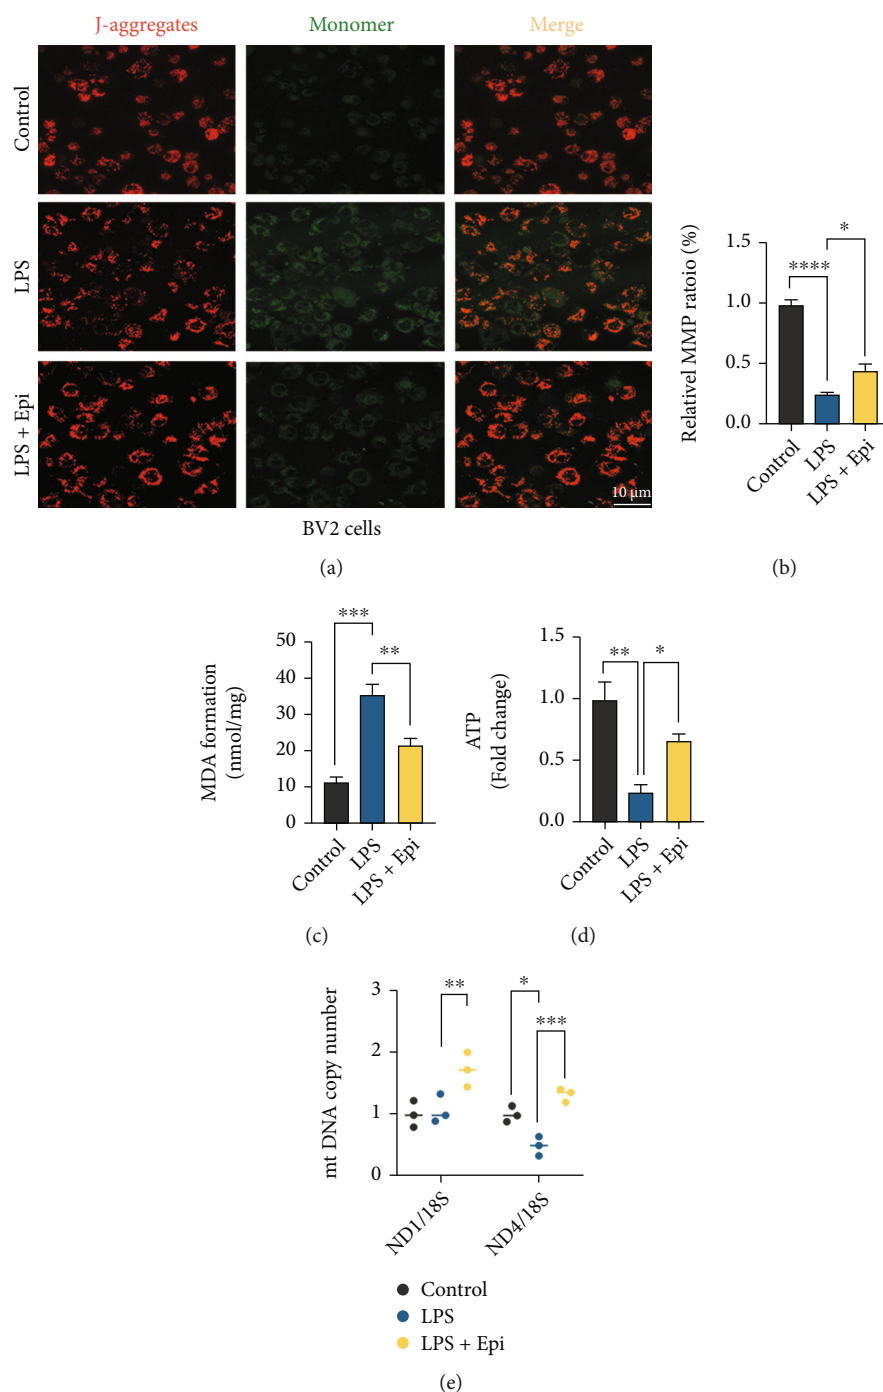 J-aggregates Monomer Merge
Control
LPS
LPS + Epi
10 μm
BV2 cells
(a)
Relativel MMP ratoio (%)
1.5
1.0
0.5
0.0
****
*
Control
LPS
LPS + Epi
(b)
MDA formation
(nmol/mg)
50
40
30
20
10
0
***
**
Control
LPS
LPS + Epi
(c)
ATP
(Fold change)
1.5
1.0
0.5
0.0
**
*
Control
LPS
LPS + Epi
(d)
mt DNA copy number
3
2
1
0
**
*
***
ND1/18S
ND4/18S
Control
LPS
LPS + Epi
(e)